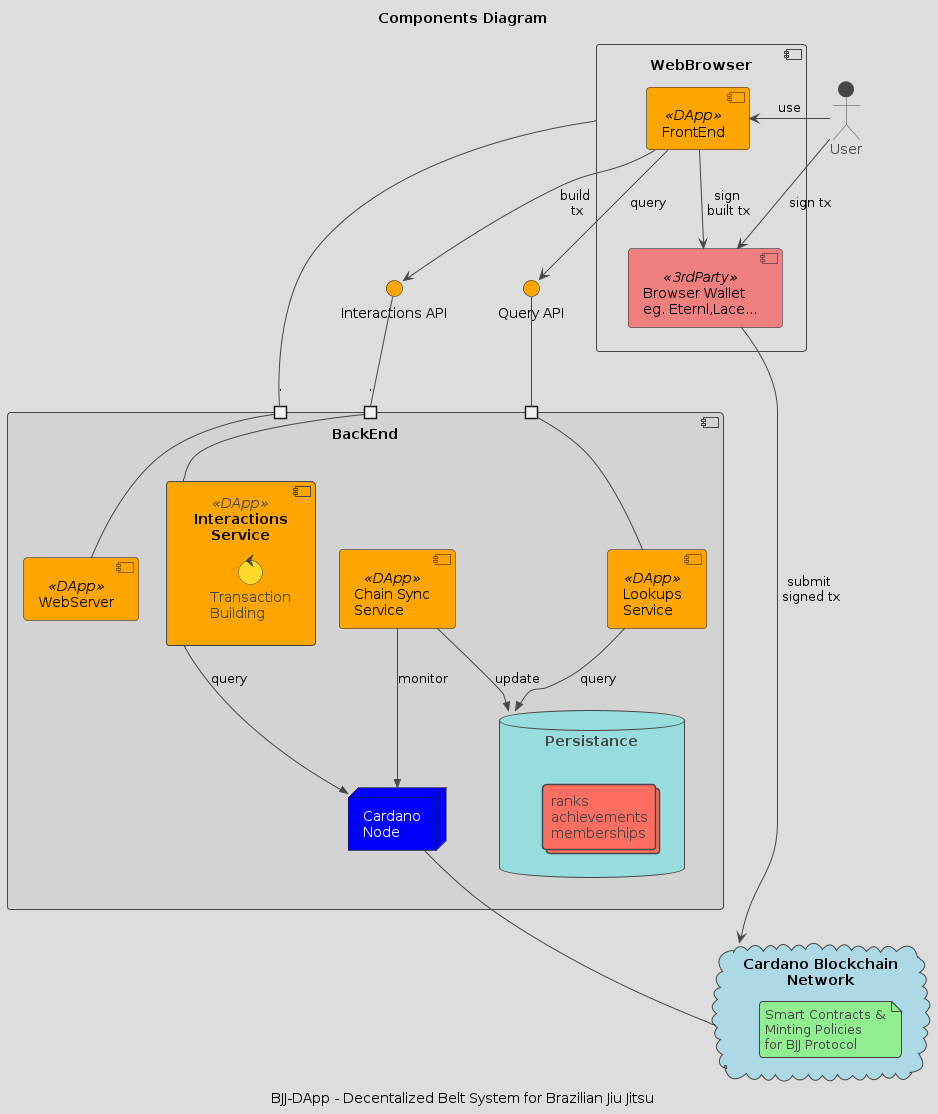 Components Diagram
WebBrowser
«DApp»
FrontEnd
use
User
build
tx
query
sign
built tx
sign tx
«3rdParty»
Browser Wallet
eg. Eternl,Lace...
Interactions API
Query API
.
.
BackEnd
«DApp»
Interactions
Service
Transaction
Building
«DApp»
WebServer
«DApp»
Chain Sync
Service
«DApp»
Lookups
Service
submit
signed tx
query
monitor
update
query
Persistance
ranks
achievements
memberships
Cardano
Node
Cardano Blockchain
Network
Smart Contracts &
Minting Policies
for BJJ Protocol
BJJ-DApp - Decentalized Belt System for Brazilian Jiu Jitsu